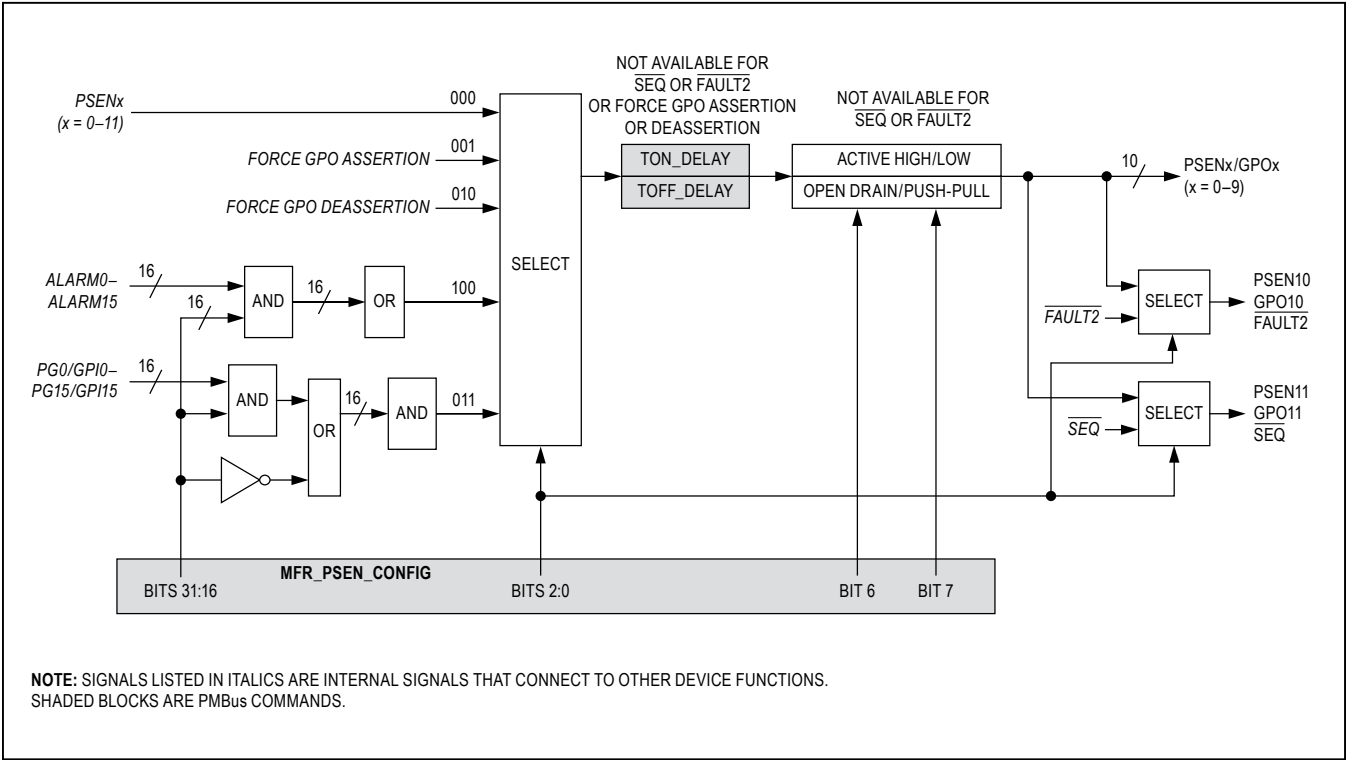 NOT AVAILABLE FOR
SEQ OR FAULT2
OR FORCE GPO ASSERTION
OR DEASSERTION
NOT AVAILABLE FOR
SEQ OR FAULT2
PSENx
(x = 0–11)
000
FORCE GPO ASSERTION
001
FORCE GPO DEASSERTION
010
ALARM0–
ALARM15
16
16
AND
16
OR
100
PG0/GPI0–
PG15/GPI15
16
AND
OR
16
AND
011
SELECT
TON_DELAY
TOFF_DELAY
ACTIVE HIGH/LOW
OPEN DRAIN/PUSH-PULL
10
PSENx/GPOx
(x = 0–9)
FAULT2
SELECT
PSEN10
GPO10
FAULT2
SEQ
SELECT
PSEN11
GPO11
SEQ
MFR_PSEN_CONFIG
BITS 31:16
BITS 2:0
BIT 6
BIT 7
NOTE: SIGNALS LISTED IN ITALICS ARE INTERNAL SIGNALS THAT CONNECT TO OTHER DEVICE FUNCTIONS.
SHADED BLOCKS ARE PMBus COMMANDS.